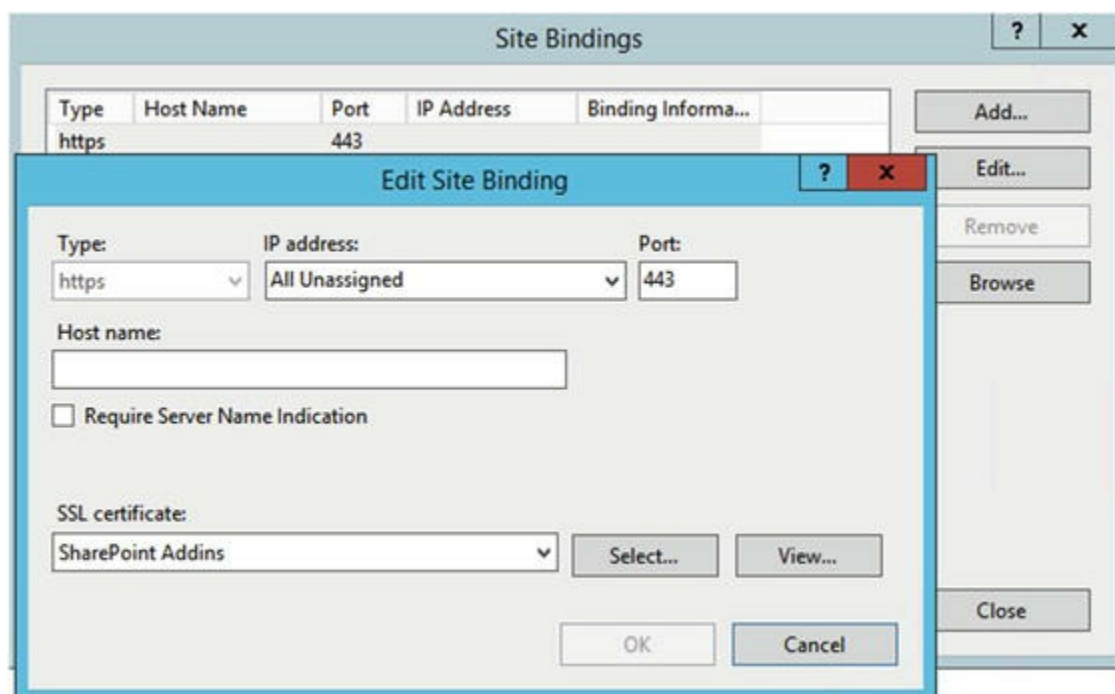 Site Bindings
? x
Type Host Name Port IP Address Binding Informa...
https 443
Add...
Edit...
Remove
Browse
Close
Edit Site Binding
? x
Type: IP address: Port:
https All Unassigned 443
Host name:
Require Server Name Indication
SSL certificate:
SharePoint Addins Select... View...
OK Cancel